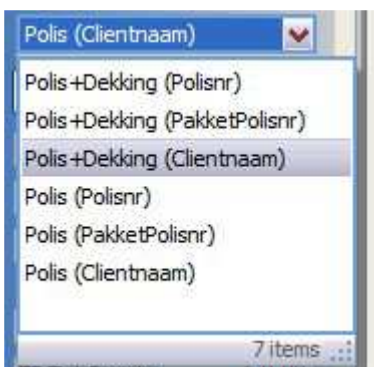 Polis (Clientnaam)
Polis+Dekking (Polisnr)
Polis+Dekking (PakketPolisnr)
Polis+Dekking (Clientnaam)
Polis (Polisnr)
Polis (PakketPolisnr)
Polis (Clientnaam)
7 items